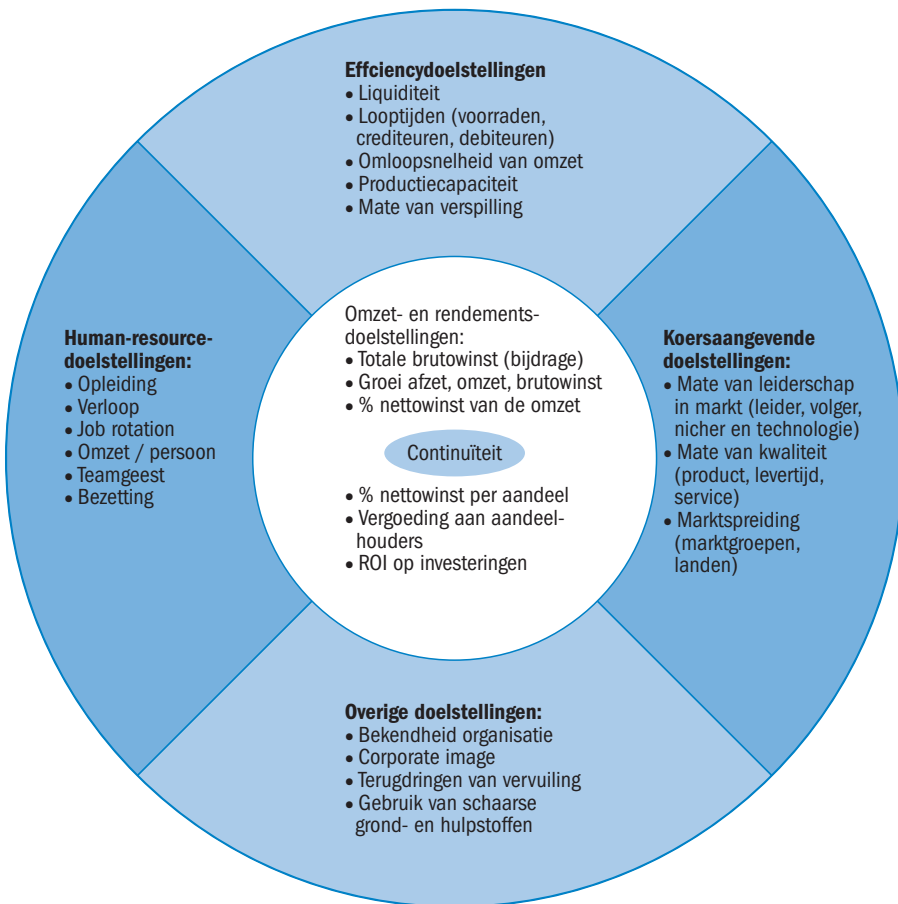 Effciencydoelstellingen
• Liquiditeit
• Looptijden (voorraden,
crediteuren, debiteuren)
• Omloopsnelheid van omzet
• Productiecapaciteit
• Mate van verspilling
Human-resource-
doelstellingen:
• Opleiding
• Verloop
• Job rotation
• Omzet / persoon
• Teamgeest
• Bezetting
Omzet- en rendements-
doelstellingen:
• Totale brutowinst (bijdrage)
• Groei afzet, omzet, brutowinst
• % nettowinst van de omzet
Continuïteit
• % nettowinst per aandeel
• Vergoeding aan aandeel-
houders
• ROI op investeringen
Koersaangevende
doelstellingen:
• Mate van leiderschap
in markt (leider, volger,
nicher en technologie)
• Mate van kwaliteit
(product, levertijd,
service)
• Marktspreiding
(marktgroepen,
landen)
Overige doelstellingen:
• Bekendheid organisatie
• Corporate image
• Terugdringen van vervuiling
• Gebruik van schaarse
grond- en hulpstoffen